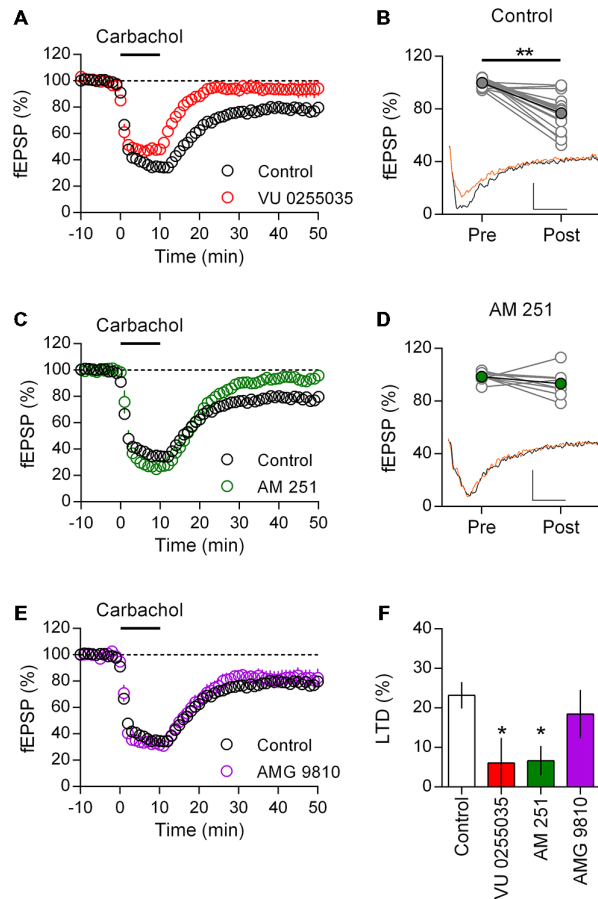 A
Carbachol
120
100
80
60
40
20
0
fEPSP (%)
Control
VU 0255035
-10 0 10 20 30 40 50
Time (min)
B
Control
**
120
80
40
0
fEPSP (%)
Pre Post
C
Carbachol
120
100
80
60
40
20
0
fEPSP (%)
Control
AM 251
-10 0 10 20 30 40 50
Time (min)
D
AM 251
120
80
40
0
fEPSP (%)
Pre Post
E
Carbachol
120
100
80
60
40
20
0
fEPSP (%)
Control
AMG 9810
-10 0 10 20 30 40 50
Time (min)
F
40
30
20
10
0
LTD (%)
* *
Control
VU 0255035
AM 251
AMG 9810